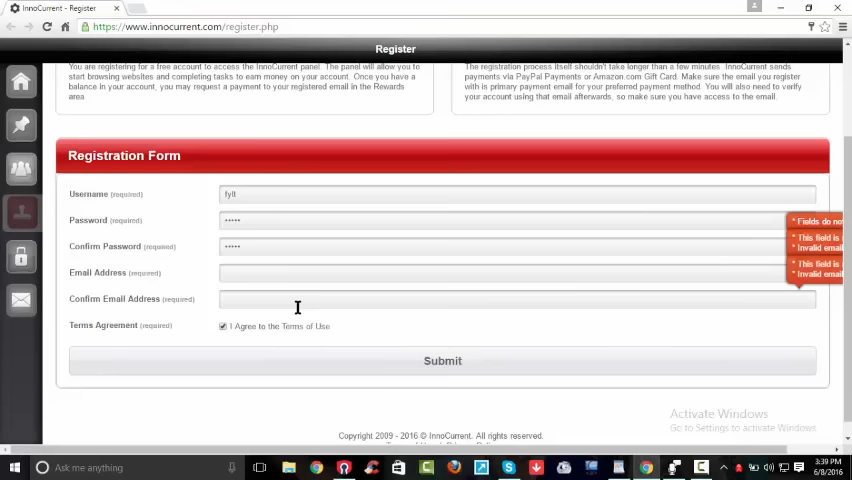 InnoCurrent - Register
https://www.innocurrent.com/register.php
Register
You are registering for a free account to access the InnoCurrent panel. The panel will allow you to
start browsing websites and completing tasks to earn money on your account. Once you have a
balance in your account, you may request a payment to your registered email in the Rewards
area
The registration process itself shouldn't take longer than a few minutes. InnoCurrent sends
payments via PayPal Payments or Amazon.com Gift Card. Make sure the email you register
with is primary payment email for your preferred payment method. You will also need to verify
your account using that email afterwards, so make sure you have access to the email.
Registration Form
Username (required)
fylt
Password (required)
•••••
Confirm Password (required)
•••••
Email Address (required)
Confirm Email Address (required)
Terms Agreement (required)
I Agree to the Terms of Use
* Fields do no
* This field is
* Invalid email
* This field is
* Invalid email
Submit
Activate Windows
Go to Settings to activate Windows.
Copyright 2009 - 2016 © InnoCurrent. All rights reserved.
Ask me anything
3:39 PM
6/8/2016